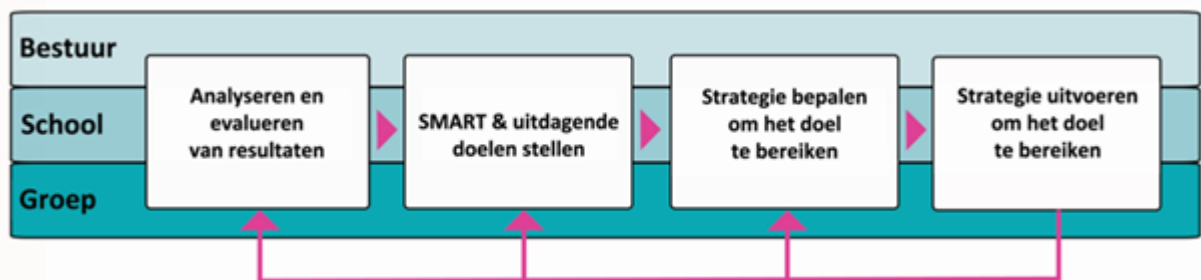 Bestuur
School
Groep
Analyseren en
evalueren
van resultaten
SMART & uitdagende
doelen stellen
Strategie bepalen
om het doel
te bereiken
Strategie uitvoeren
om het doel
te bereiken